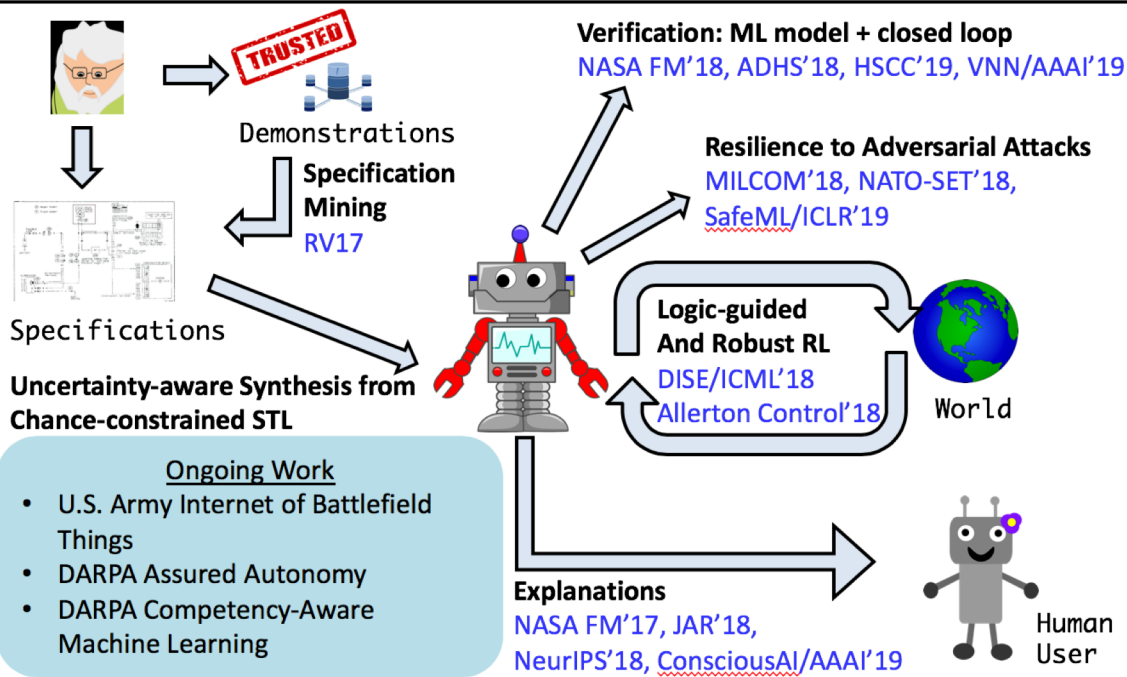 TRUSTED
Demonstrations
Specification
Mining
RV17
Specifications
Uncertainty-aware Synthesis from
Chance-constrained STL
Ongoing Work
• U.S. Army Internet of Battlefield
Things
• DARPA Assured Autonomy
• DARPA Competency-Aware
Machine Learning
Verification: ML model + closed loop
NASA FM'18, ADHS'18, HSCC'19, VNN/AAAI'19
Resilience to Adversarial Attacks
MILCOM'18, NATO-SET'18,
SafeML/ICLR'19
Logic-guided
And Robust RL
DISE/ICML'18
Allerton Control'18
World
Explanations
NASA FM'17, JAR'18,
NeurIPS'18, ConsciousAI/AAAI'19
Human
User